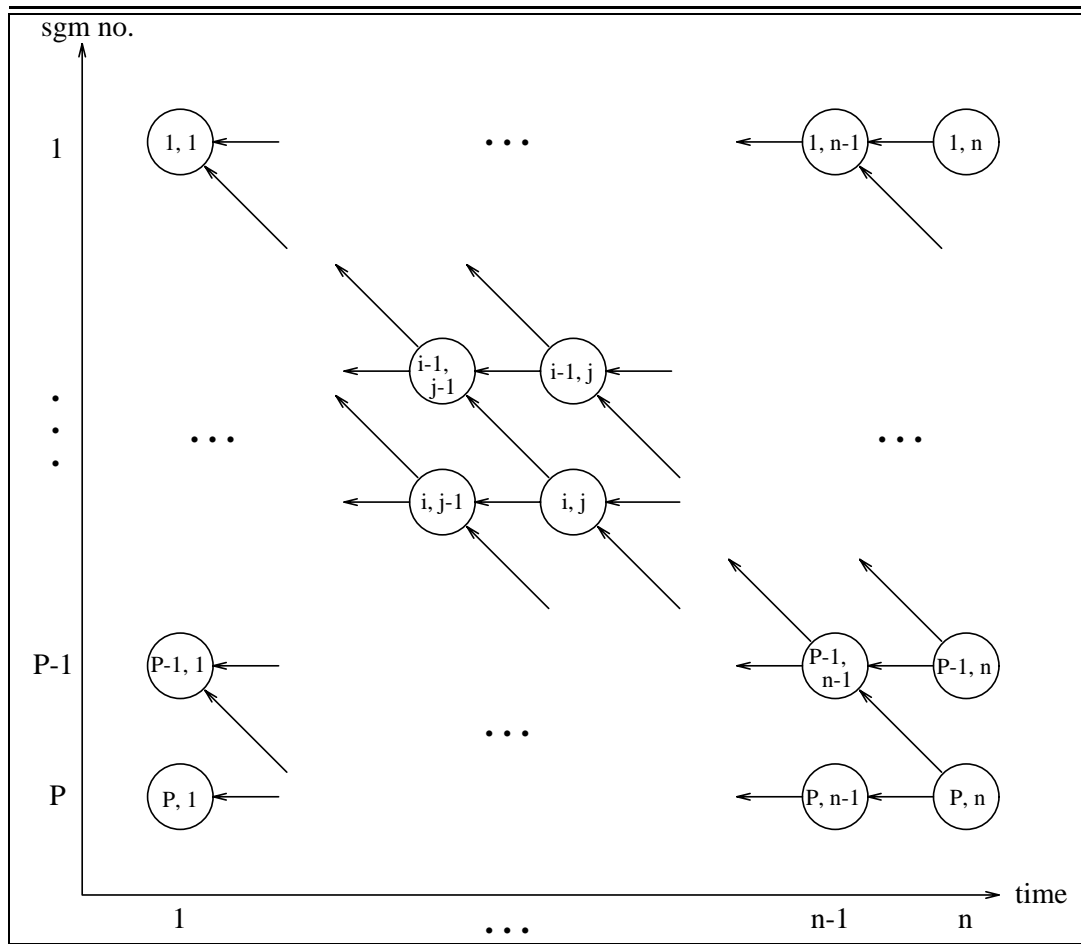 sgm no.
1
1, 1
...
1, n-1
1, n
i-1,
j-1
i-1, j
...
...
...
i, j-1
i, j
P-1
P-1, 1
P-1,
n-1
P-1, n
...
P
P, 1
P, n-1
P, n
time
1
...
n-1
n